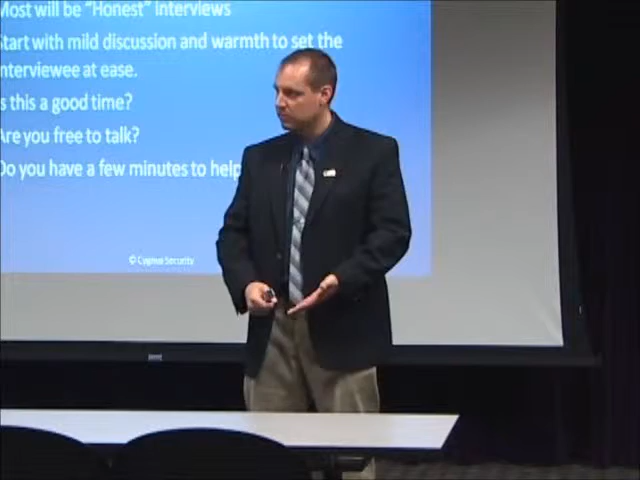 Most will be "Honest" interviews
Start with mild discussion and warmth to set the
nterviewee at ease.
s this a good time?
Are you free to talk?
Do you have a few minutes to help
© Cygnus Security